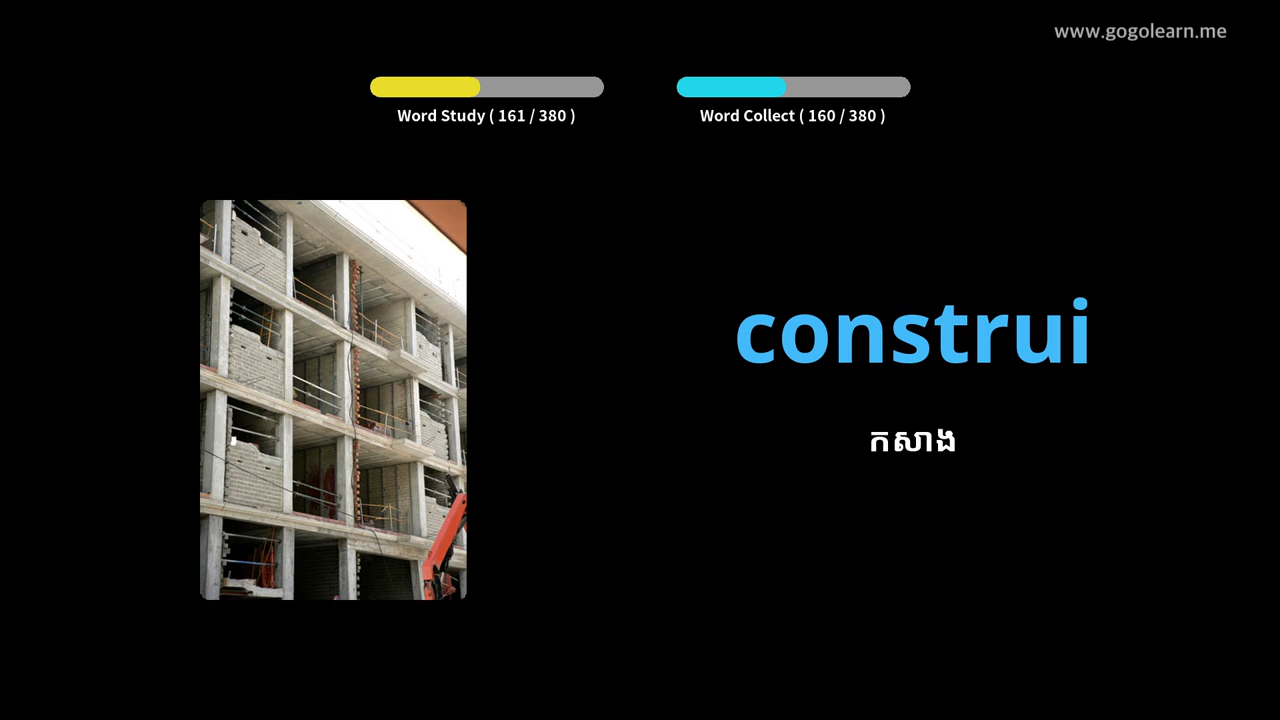 www.gogolearn.me
Word Study ( 161 / 380 )
Word Collect ( 160 / 380 )
construi
កសាង